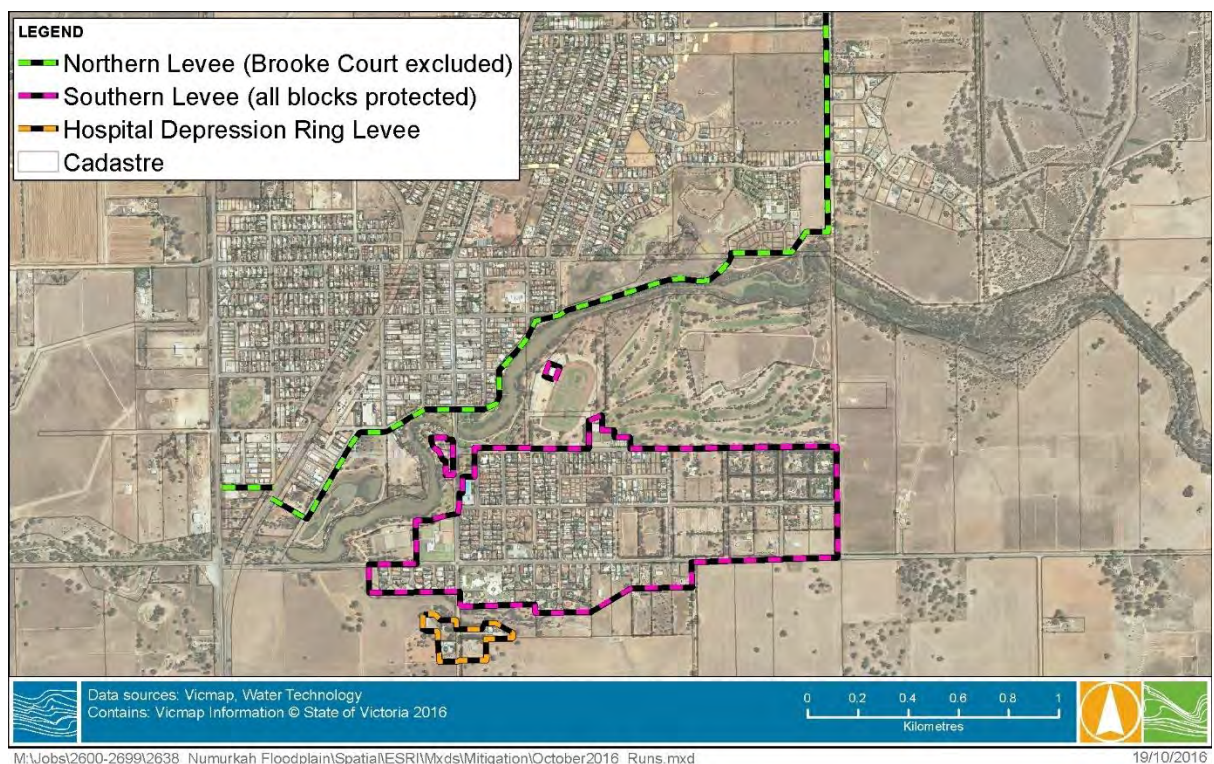 LEGEND
Northern Levee (Brooke Court excluded)
Southern Levee (all blocks protected)
Hospital Depression Ring Levee
Cadastre
Data sources: Vicmap, Water Technology
Contains: Vicmap Information © State of Victoria 2016
0 0.2 0.4 0.6 0.8 1
Kilometres
M:\Jobs\2600-2699\2638_Numurkah Floodplain\Spatial\ESRI\Mxds\Mitigation\October2016_Runs.mxd
19/10/2016